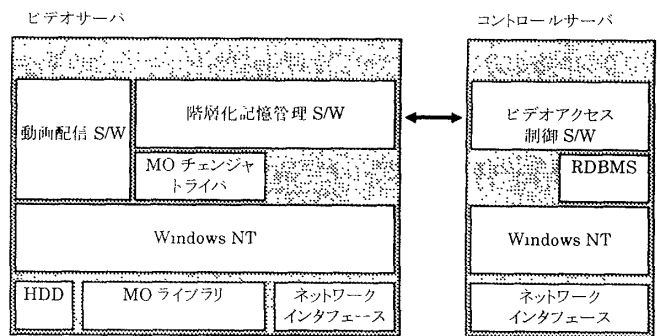 ビデオサーバ
コントロールサーバ
動画配信 S/W
階層化記憶管理 S/W
MO チェンジャ
トライバ
Windows NT
HDD
MO ライブラリ
ネットワーク
インタフェース
ビデオアクセス
制御 S/W
RDBMS
Windows NT
ネットワーク
インタフェース